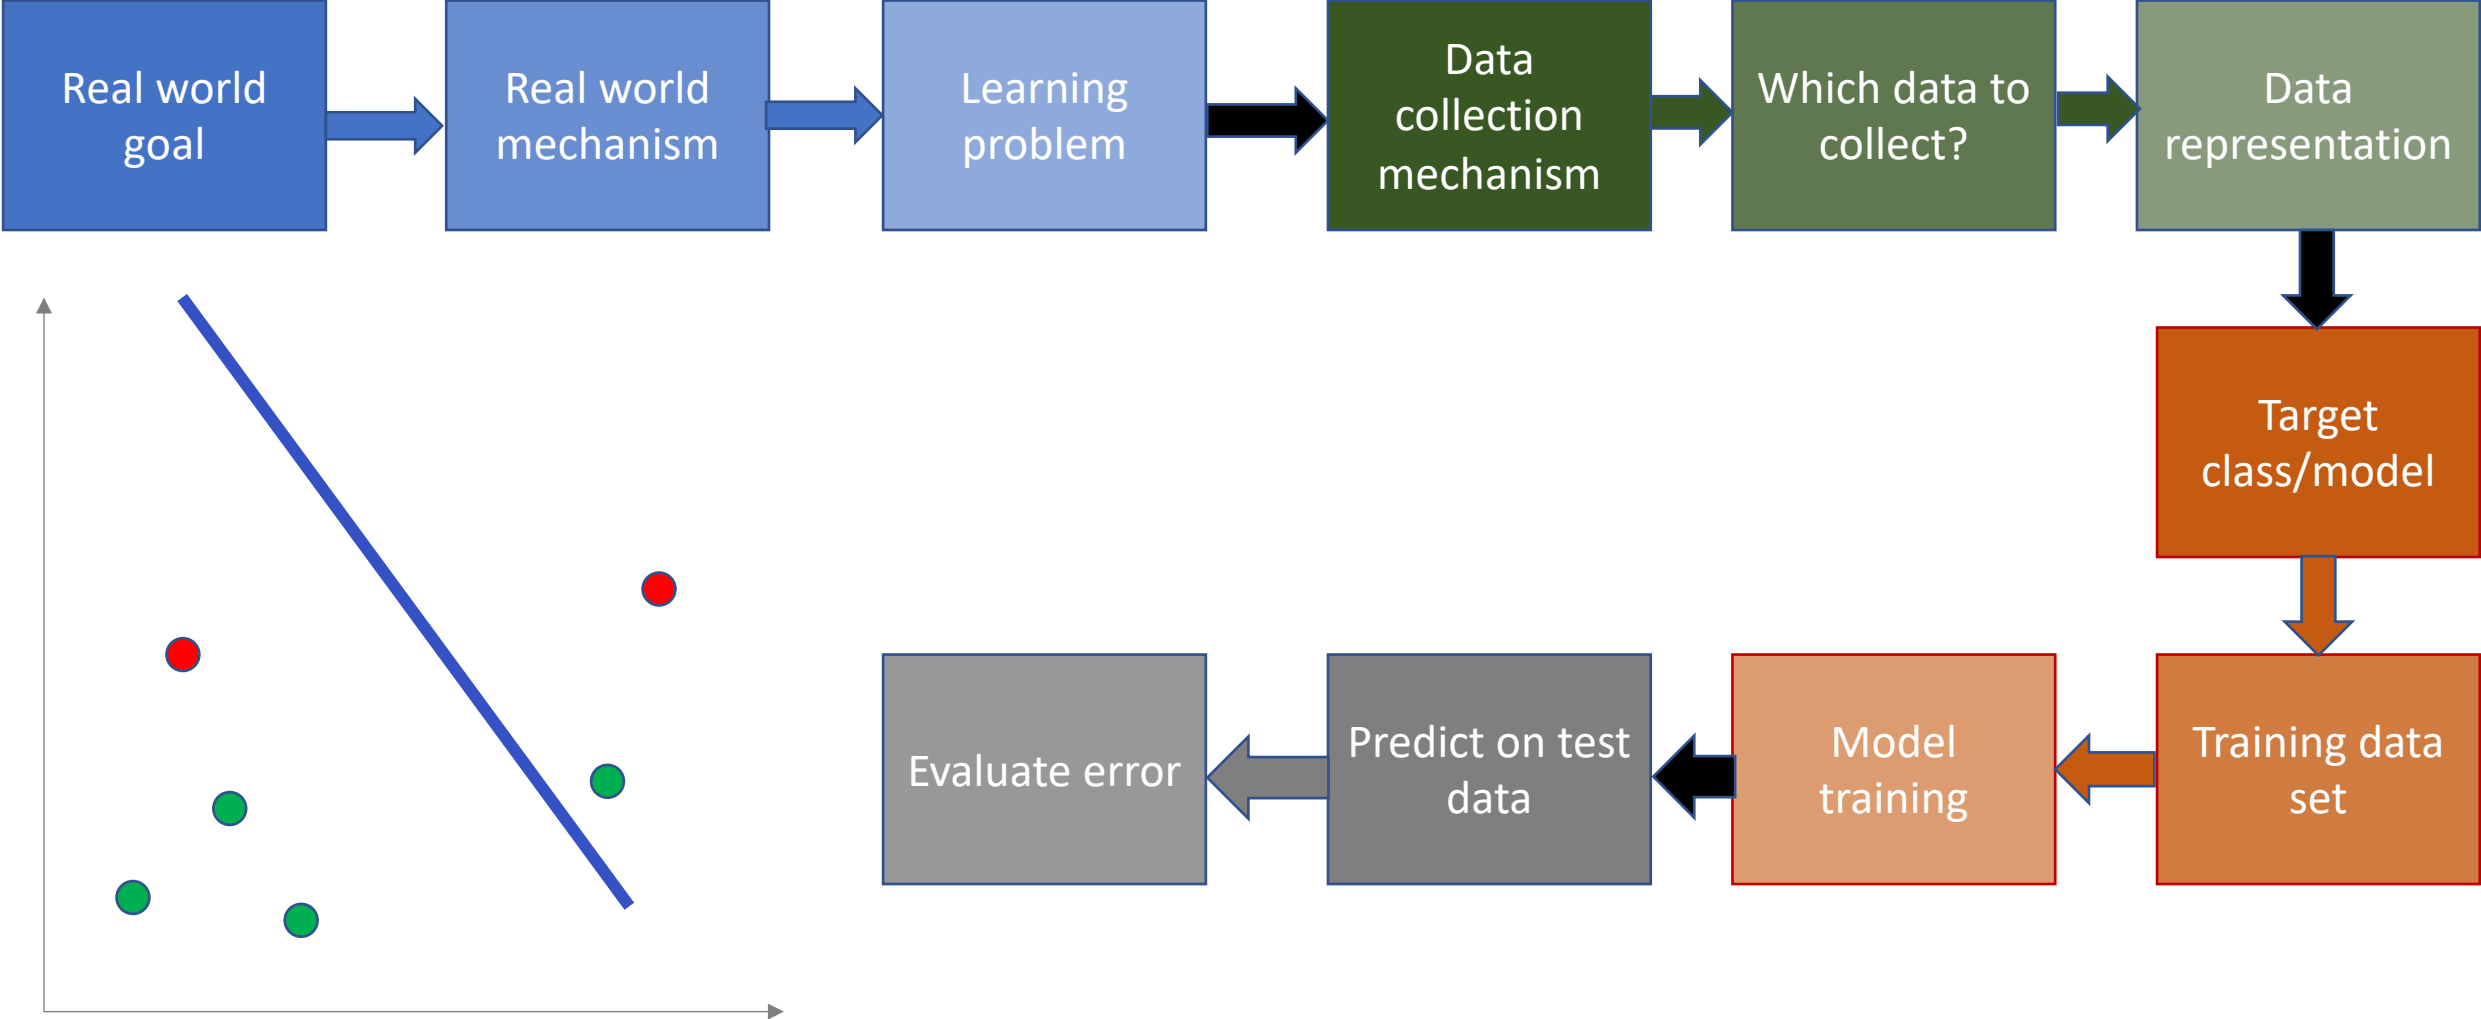 Real world
goal
Real world
mechanism
Learning
problem
Data
collection
mechanism
Which data to
collect?
Data
representation
Target
class/model
Training data
set
Model
training
Predict on test
data
Evaluate error